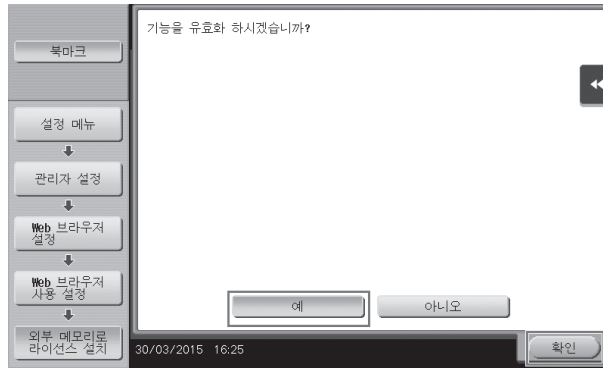 기능을 유효화 하시겠습니까?
북마크
설정 메뉴
관리자 설정
Web 브라우저
설정
Web 브라우저
사용 설정
외부 메모리로
라이선스 설치
예
아니오
30/03/2015 16:25
확인